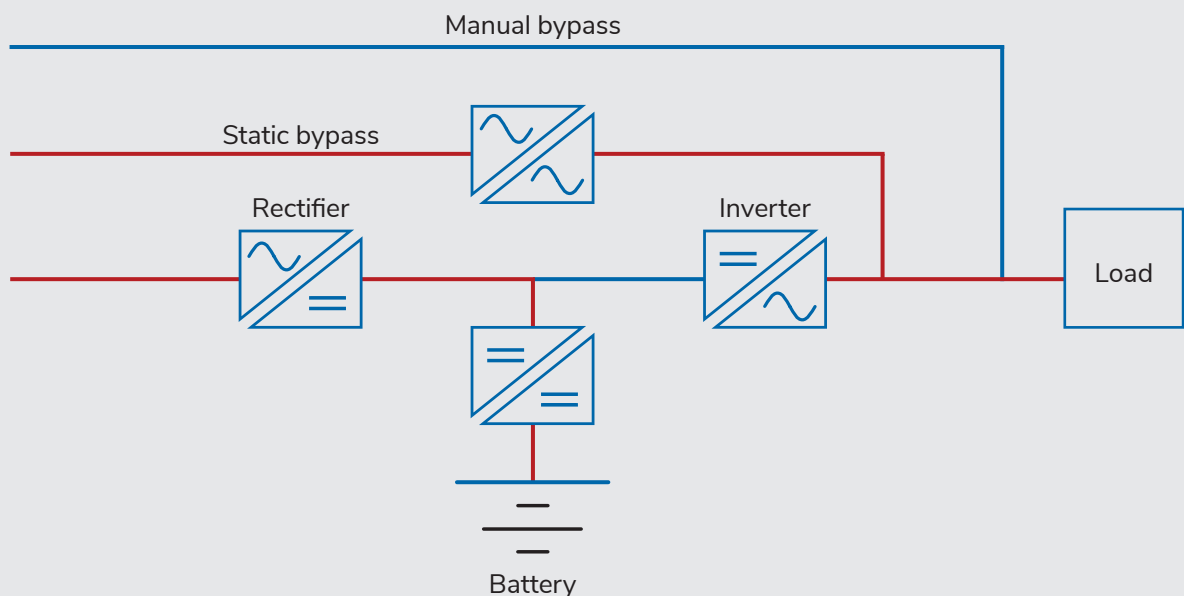 Manual bypass
Static bypass
Rectifier
Inverter
Load
Battery